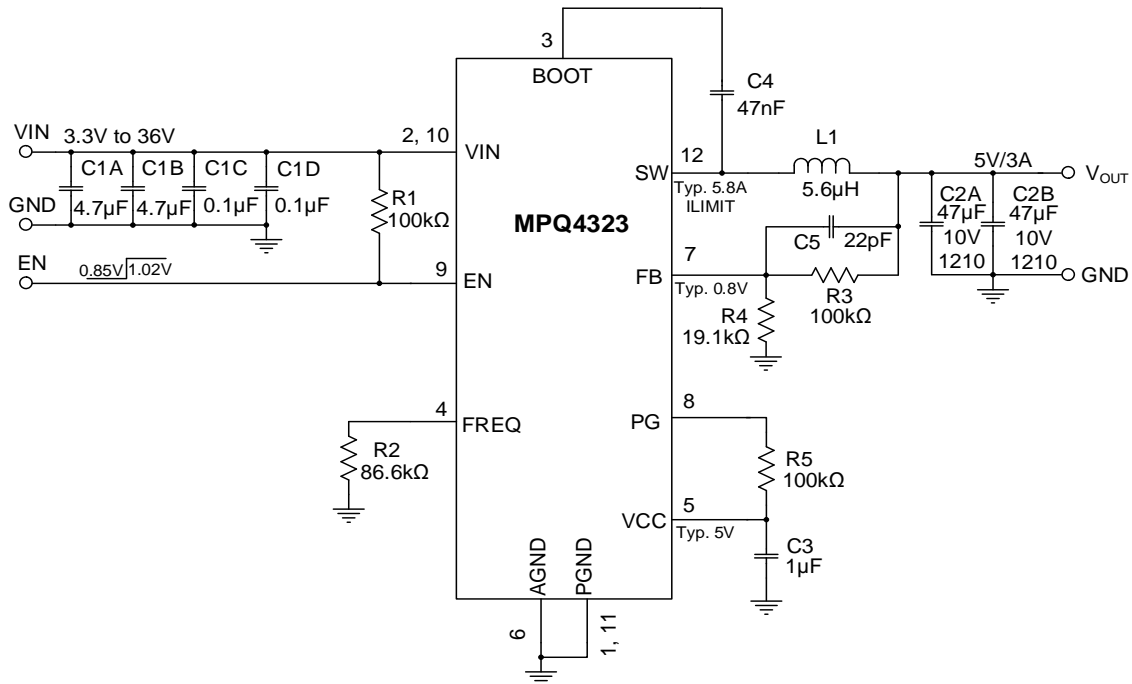 3
BOOT
C4
47nF
VIN
3.3V to 36V
2, 10
VIN
C1A
C1B
C1C
C1D
4.7µF
4.7µF
0.1µF
0.1µF
GND
R1
100kΩ
EN
0.85V
1.02V
9
EN
MPQ4323
12
SW
Typ. 5.8A
ILIMIT
L1
5.6µH
5V/3A
VOUT
C2A
47µF
10V
1210
C2B
47µF
10V
1210
GND
C5
22pF
7
FB
Typ. 0.8V
R3
100kΩ
R4
19.1kΩ
4
FREQ
R2
86.6kΩ
8
PG
R5
100kΩ
5
VCC
Typ. 5V
C3
1µF
AGND
PGND
6
1, 11